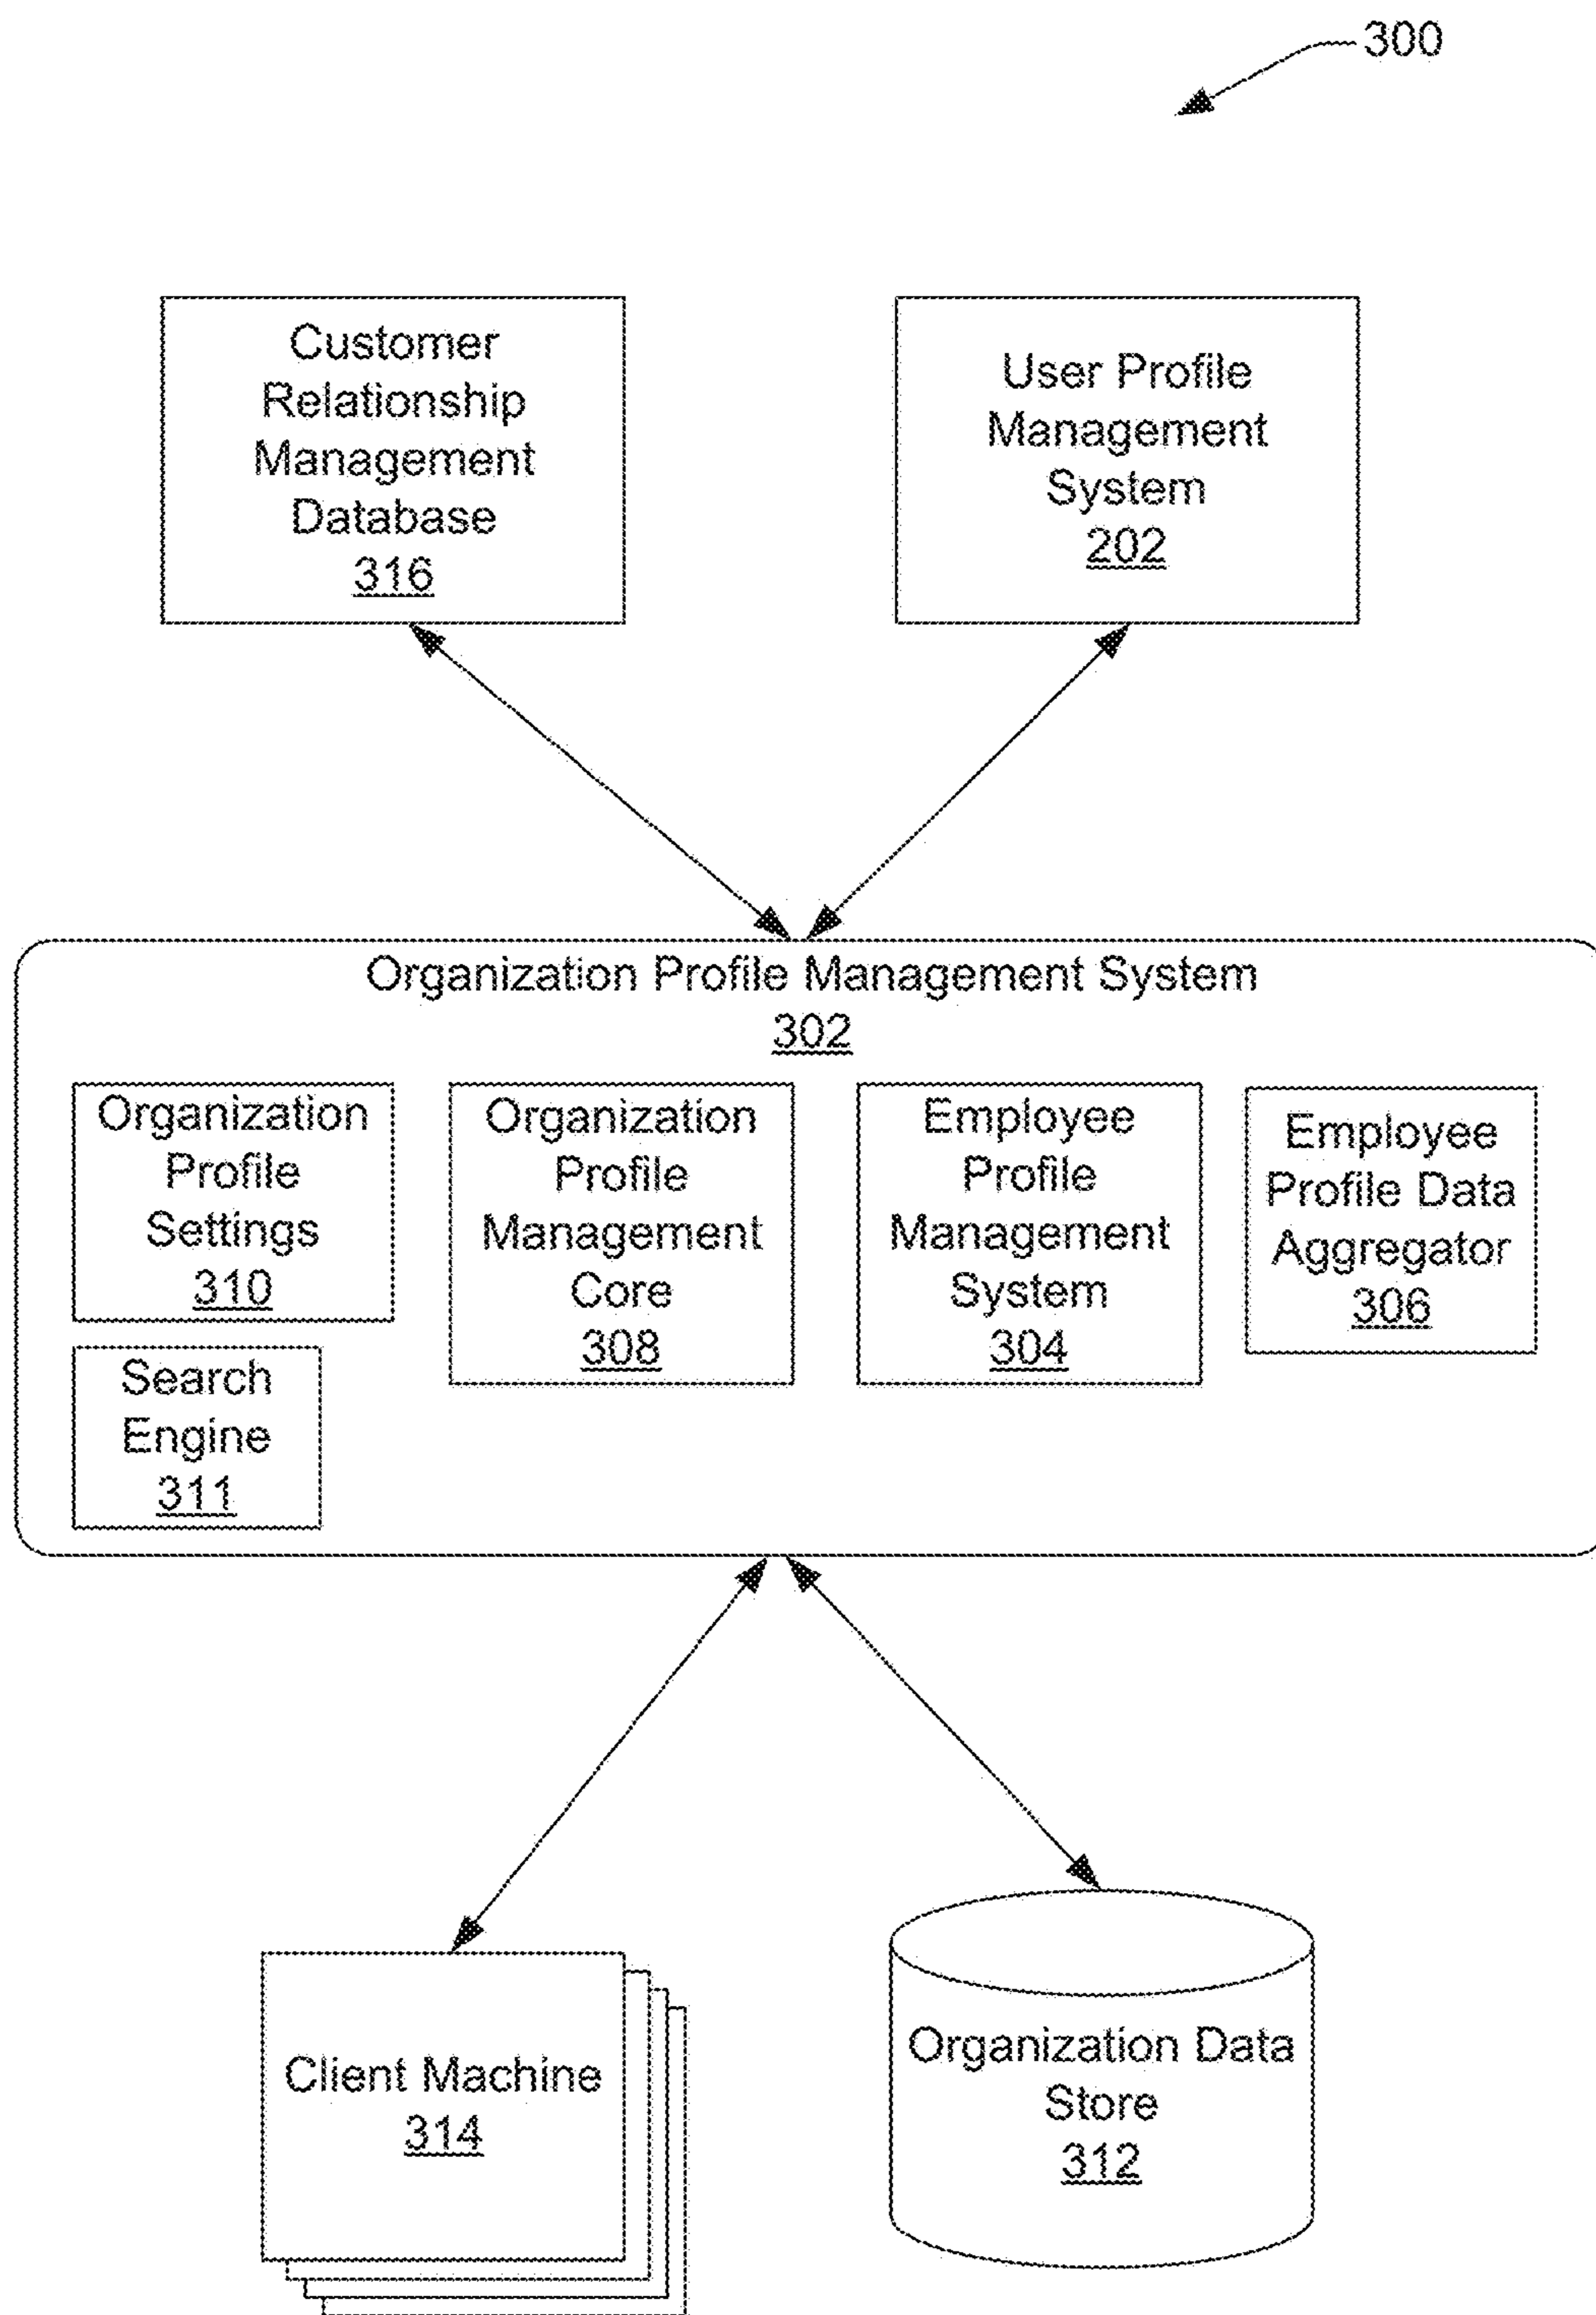 300
Customer
Relationship
Management
Database
316
User Profile
Management
System
202
Organization Profile Management System
302
Organization
Profile
Settings
310
Organization
Profile
Management
Core
308
Employee
Profile
Management
System
304
Employee
Profile Data
Aggregator
306
Search
Engine
311
Client Machine
314
Organization Data
Store
312